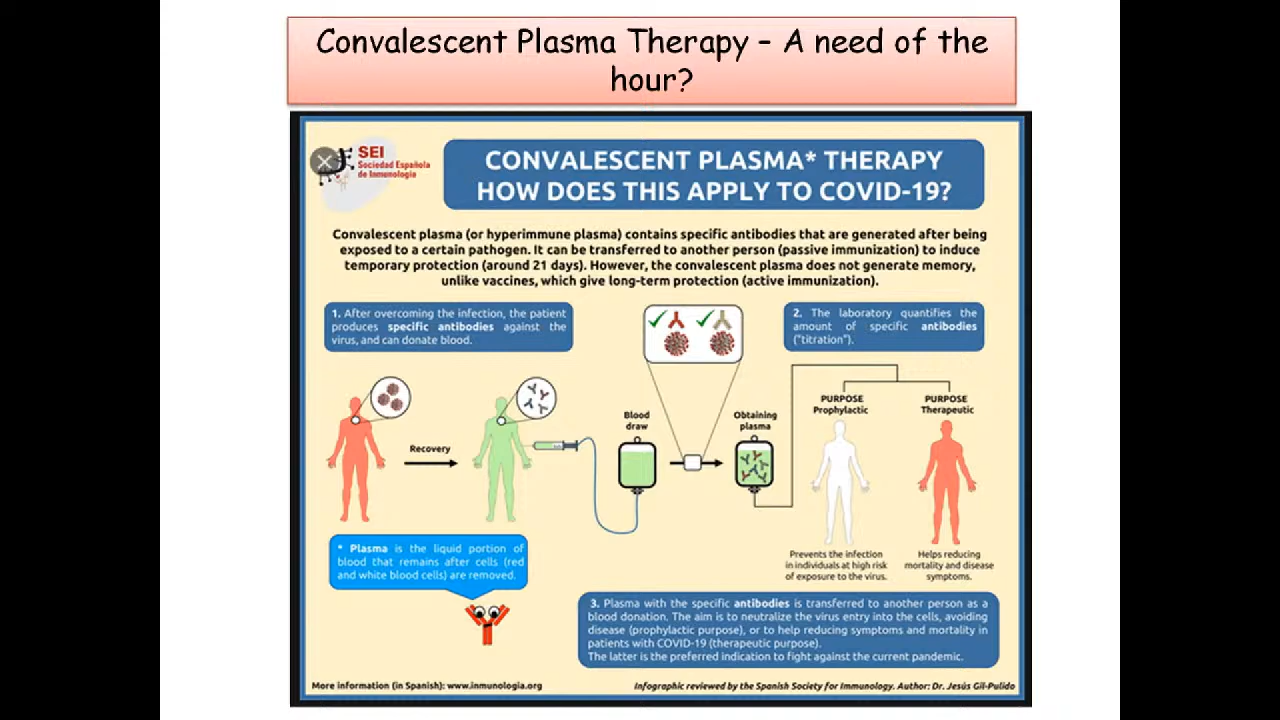 Convalescent Plasma Therapy – A need of the
hour?
SEI
Sociedad Española
de Inmunología
CONVALESCENT PLASMA* THERAPY
HOW DOES THIS APPLY TO COVID-19?
Convalescent plasma (or hyperimmune plasma) contains specific antibodies that are generated after being
exposed to a certain pathogen. It can be transferred to another person (passive immunization) to induce
temporary protection (around 21 days). However, the convalescent plasma does not generate memory,
unlike vaccines, which give long-term protection (active immunization).
1. After overcoming the infection, the patient
produces specific antibodies against the
virus, and can donate blood.
2. The laboratory quantifies the
amount of specific antibodies
("titration").
Recovery
Blood
draw
Obtaining
plasma
PURPOSE
Prophylactic
PURPOSE
Therapeutic
Prevents the infection
in individuals at high risk
of exposure to the virus.
Helps reducing
mortality and disease
symptoms.
* Plasma is the liquid portion of
blood that remains after cells (red
and white blood cells) are removed.
3. Plasma with the specific antibodies is transferred to another person as a
blood donation. The aim is to neutralize the virus entry into the cells, avoiding
disease (prophylactic purpose), or to help reducing symptoms and mortality in
patients with COVID-19 (therapeutic purpose).
The latter is the preferred indication to fight against the current pandemic.
More information (in Spanish): www.inmunologia.org
Infographic reviewed by the Spanish Society for Immunology. Author: Dr. Jesús Gil-Pulido